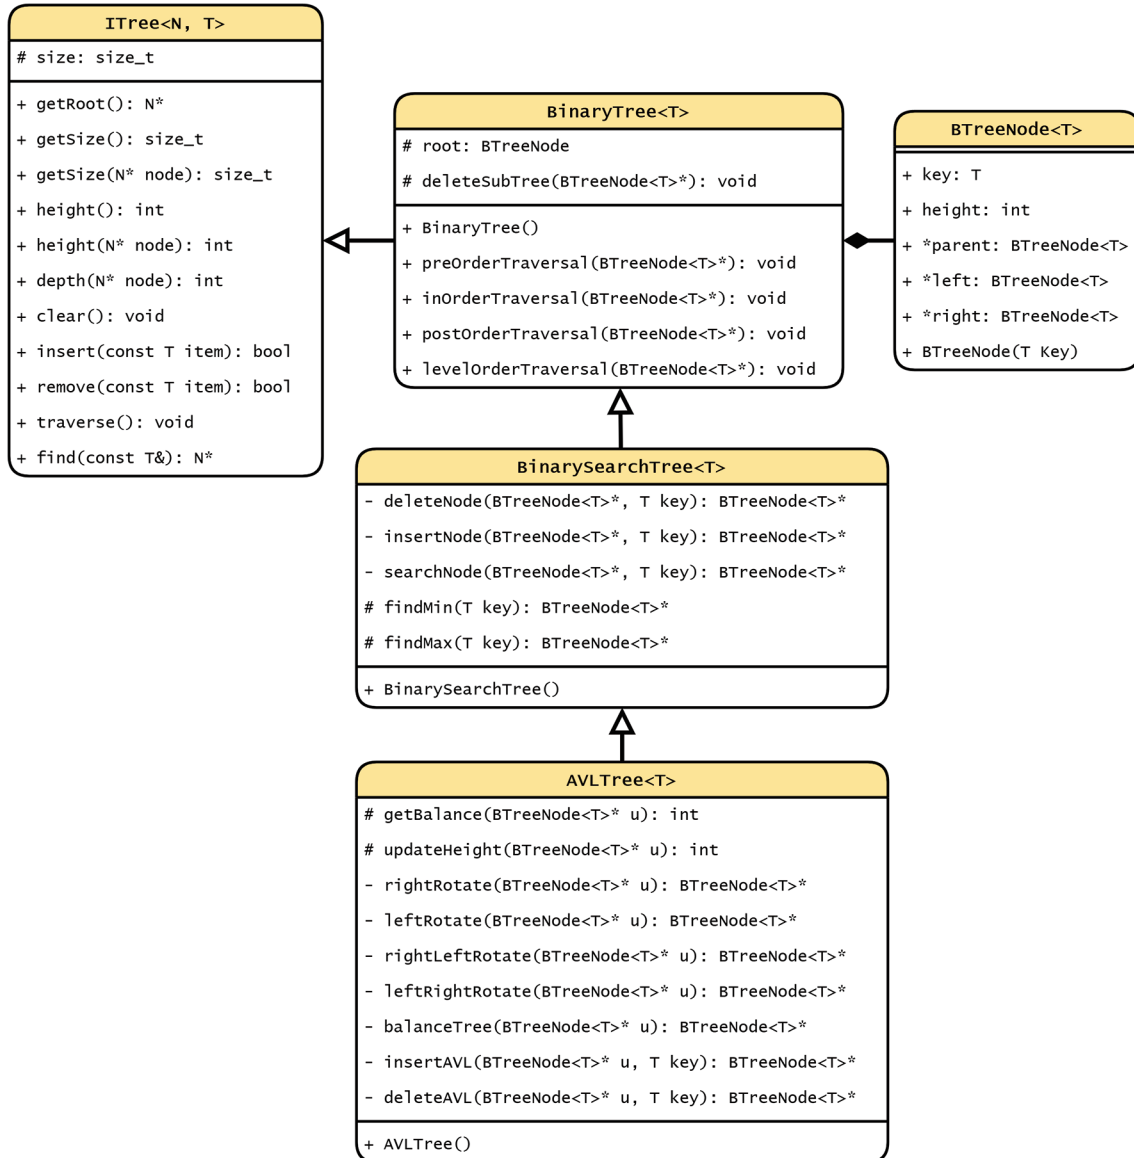 ITree<N, T>
# size: size_t
+ getRoot(): N*
+ getSize(): size_t
+ getSize(N* node): size_t
+ height(): int
+ height(N* node): int
+ depth(N* node): int
+ clear(): void
+ insert(const T item): bool
+ remove(const T item): bool
+ traverse(): void
+ find(const T&): N*
BinaryTree<T>
# root: BTreeNode
# deleteSubTree(BTreeNode<T>*): void
+ BinaryTree()
+ preOrderTraversal(BTreeNode<T>*): void
+ inOrderTraversal(BTreeNode<T>*): void
+ postOrderTraversal(BTreeNode<T>*): void
+ levelOrderTraversal(BTreeNode<T>*): void
BTreeNode<T>
+ key: T
+ height: int
+ *parent: BTreeNode<T>
+ *left: BTreeNode<T>
+ *right: BTreeNode<T>
+ BTreeNode(T Key)
BinarySearchTree<T>
- deleteNode(BTreeNode<T>*, T key): BTreeNode<T>*
- insertNode(BTreeNode<T>*, T key): BTreeNode<T>*
- searchNode(BTreeNode<T>*, T key): BTreeNode<T>*
# findMin(T key): BTreeNode<T>*
# findMax(T key): BTreeNode<T>*
+ BinarySearchTree()
AVLTree<T>
# getBalance(BTreeNode<T>* u): int
# updateHeight(BTreeNode<T>* u): int
- rightRotate(BTreeNode<T>* u): BTreeNode<T>*
- leftRotate(BTreeNode<T>* u): BTreeNode<T>*
- rightLeftRotate(BTreeNode<T>* u): BTreeNode<T>*
- leftRightRotate(BTreeNode<T>* u): BTreeNode<T>*
- balanceTree(BTreeNode<T>* u): BTreeNode<T>*
- insertAVL(BTreeNode<T>* u, T key): BTreeNode<T>*
- deleteAVL(BTreeNode<T>* u, T key): BTreeNode<T>*
+ AVLTree()